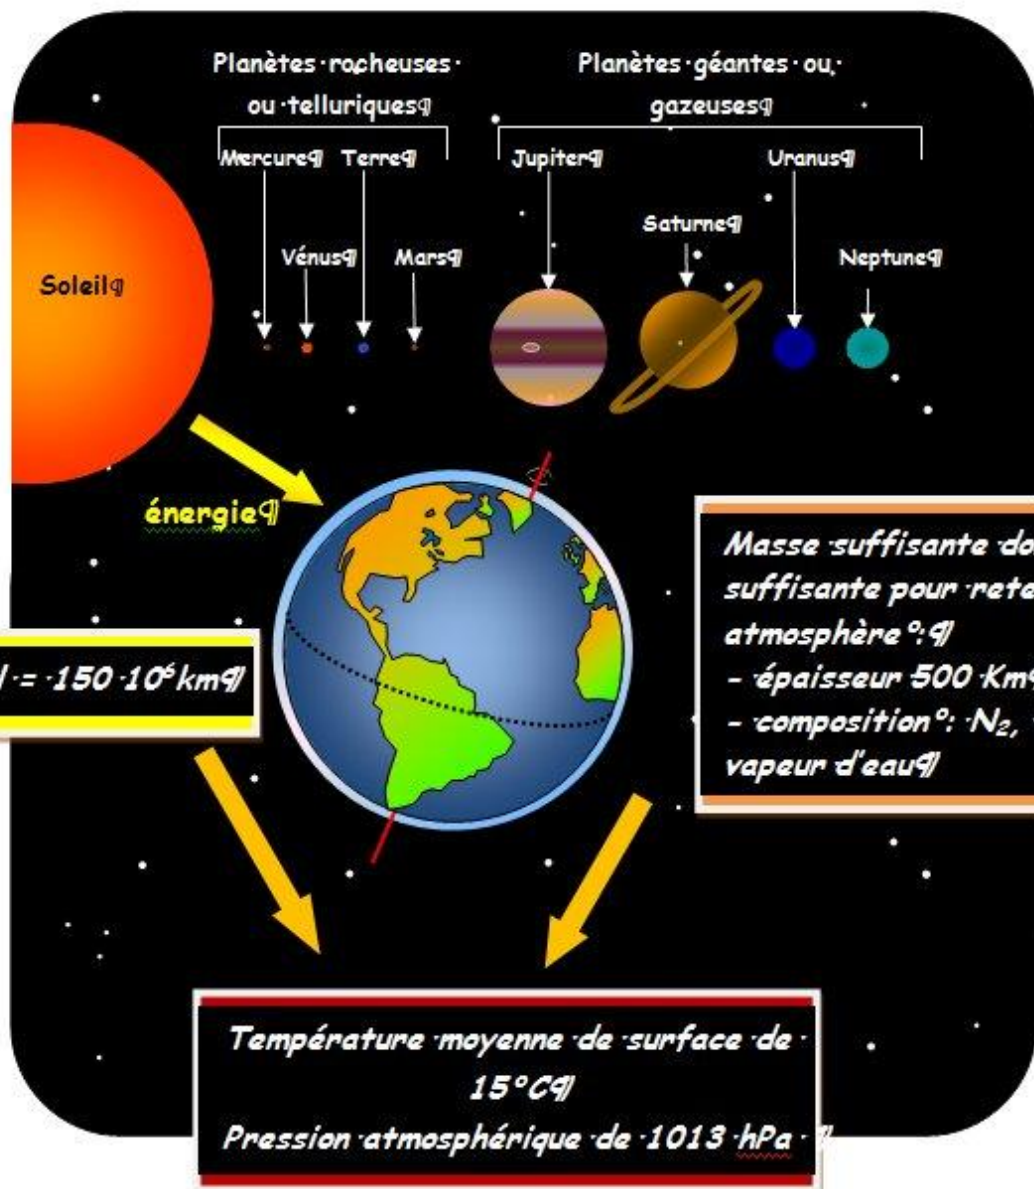 Planètes rocheuses
ou telluriques¶
Planètes géantes ou
gazeuses¶
Mercure¶ Terre¶
Jupiter¶
Uranus¶
Saturne¶
Vénus¶
Mars¶
Neptune¶
Soleil¶
énergie¶
Masse suffisante
suffisante pour
atmosphère°:¶
- épaisseur 500 Km
- composition°: N₂,
vapeur d'eau¶
= 150 10⁶ km¶
Température moyenne de surface de
15°C¶
Pression atmosphérique de 1013 hPa ¶